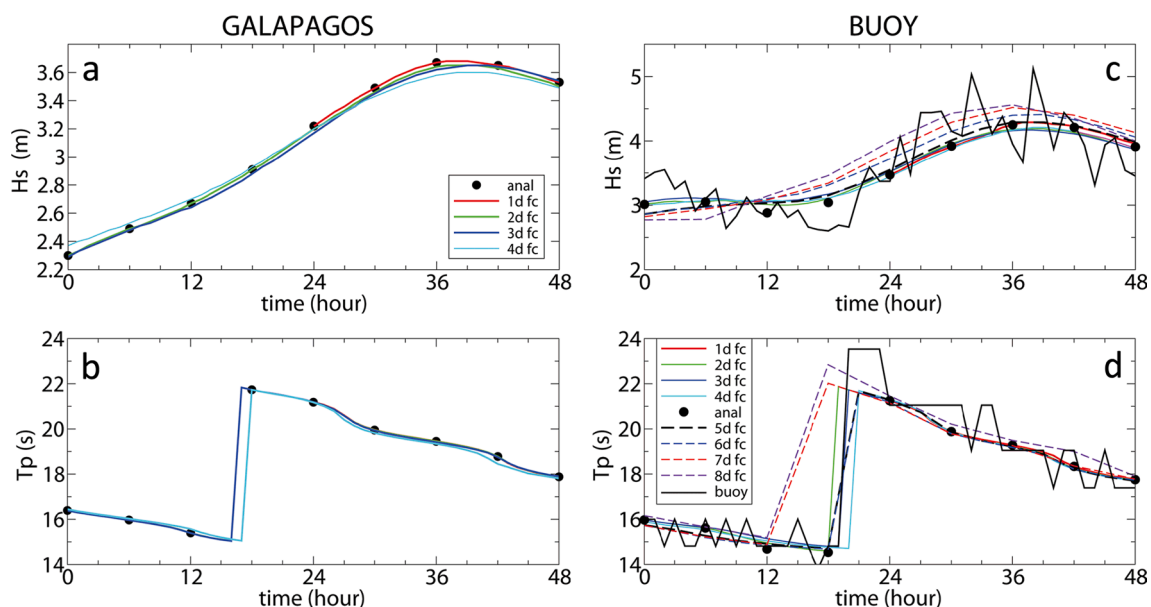 GALAPAGOS
a
Hs (m)
3.6
3.4
3.2
3
2.8
2.6
2.4
2.2
anal
1d fc
2d fc
3d fc
4d fc
0 12 24 36 48
time (hour)
BUOY
c
Hs (m)
5
4
3
2
0 12 24 36 48
time (hour)
b
Tp (s)
24
22
20
18
16
14
0 12 24 36 48
time (hour)
d
Tp (s)
24
22
20
18
16
14
1d fc
2d fc
3d fc
4d fc
anal
5d fc
6d fc
7d fc
8d fc
buoy
0 12 24 36 48
time (hour)